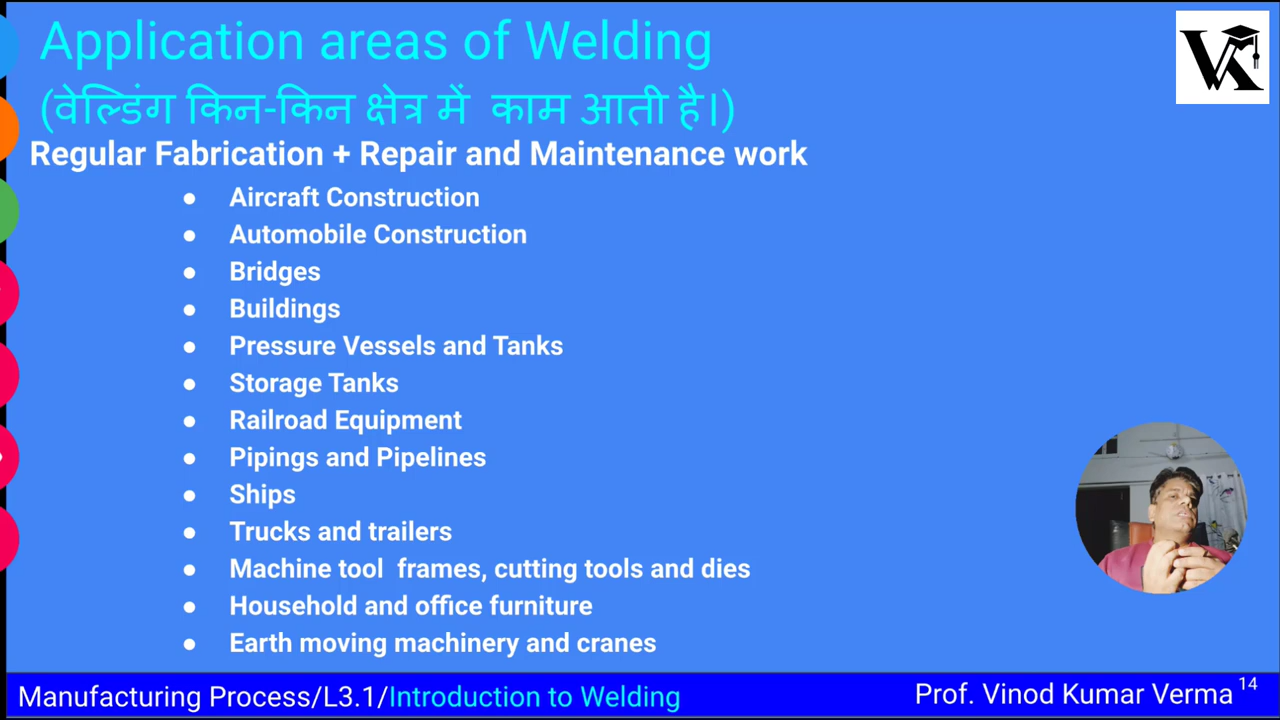 Application areas of Welding
(वेल्डिंग किन-किन क्षेत्र में काम आती है।)
Regular Fabrication + Repair and Maintenance work
● Aircraft Construction
● Automobile Construction
● Bridges
● Buildings
● Pressure Vessels and Tanks
● Storage Tanks
● Railroad Equipment
● Pipings and Pipelines
● Ships
● Trucks and trailers
● Machine tool frames, cutting tools and dies
● Household and office furniture
● Earth moving machinery and cranes
Manufacturing Process/L3.1/Introduction to Welding
Prof. Vinod Kumar Verma 14